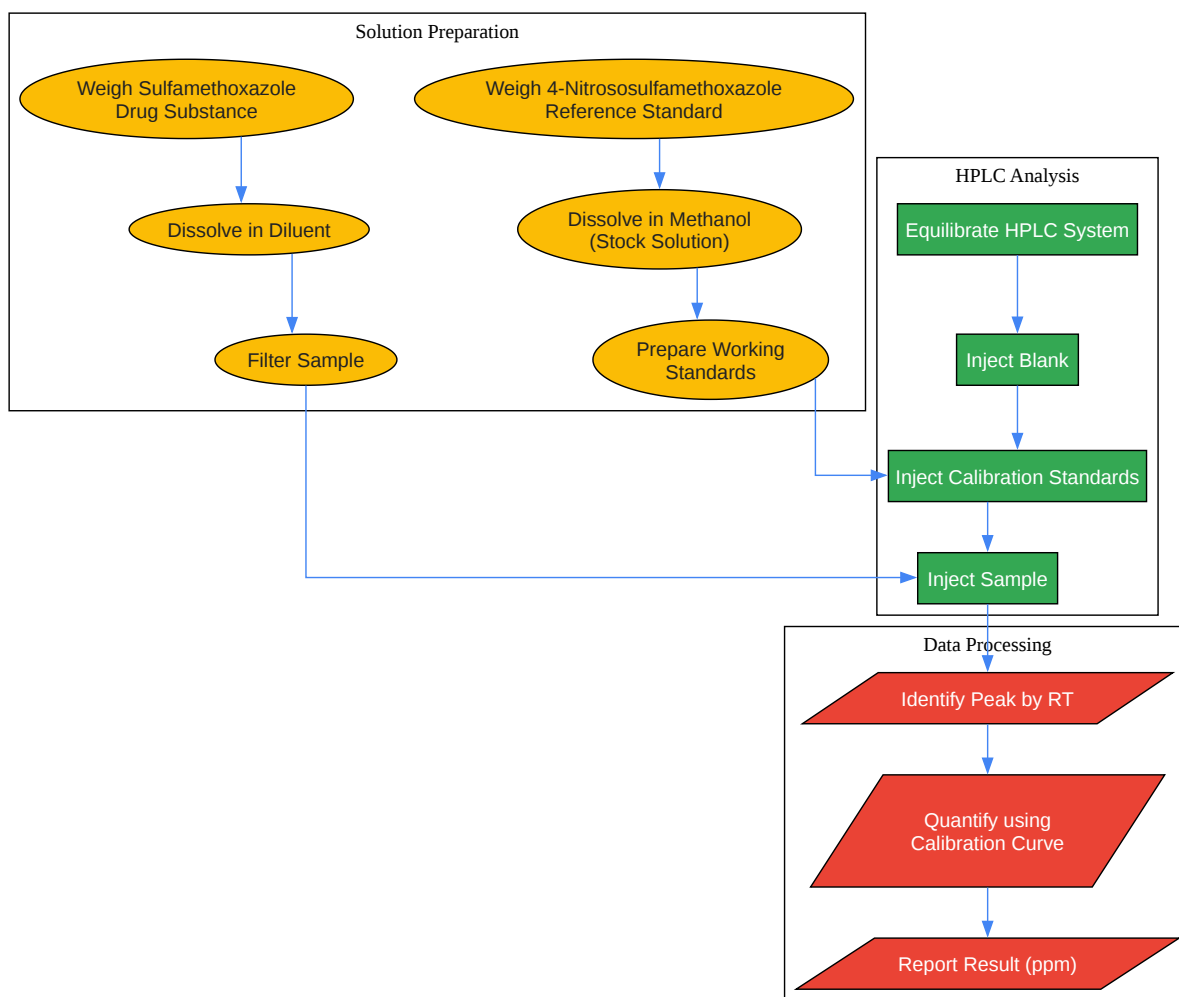 Solution Preparation
Weigh Sulfamethoxazole
Drug Substance
Weigh 4-Nitrososulfamethoxazole
Reference Standard
Dissolve in Diluent
Dissolve in Methanol
(Stock Solution)
Filter Sample
Prepare Working
Standards
HPLC Analysis
Equilibrate HPLC System
Inject Blank
Inject Calibration Standards
Inject Sample
Data Processing
Identify Peak by RT
Quantify using
Calibration Curve
Report Result (ppm)